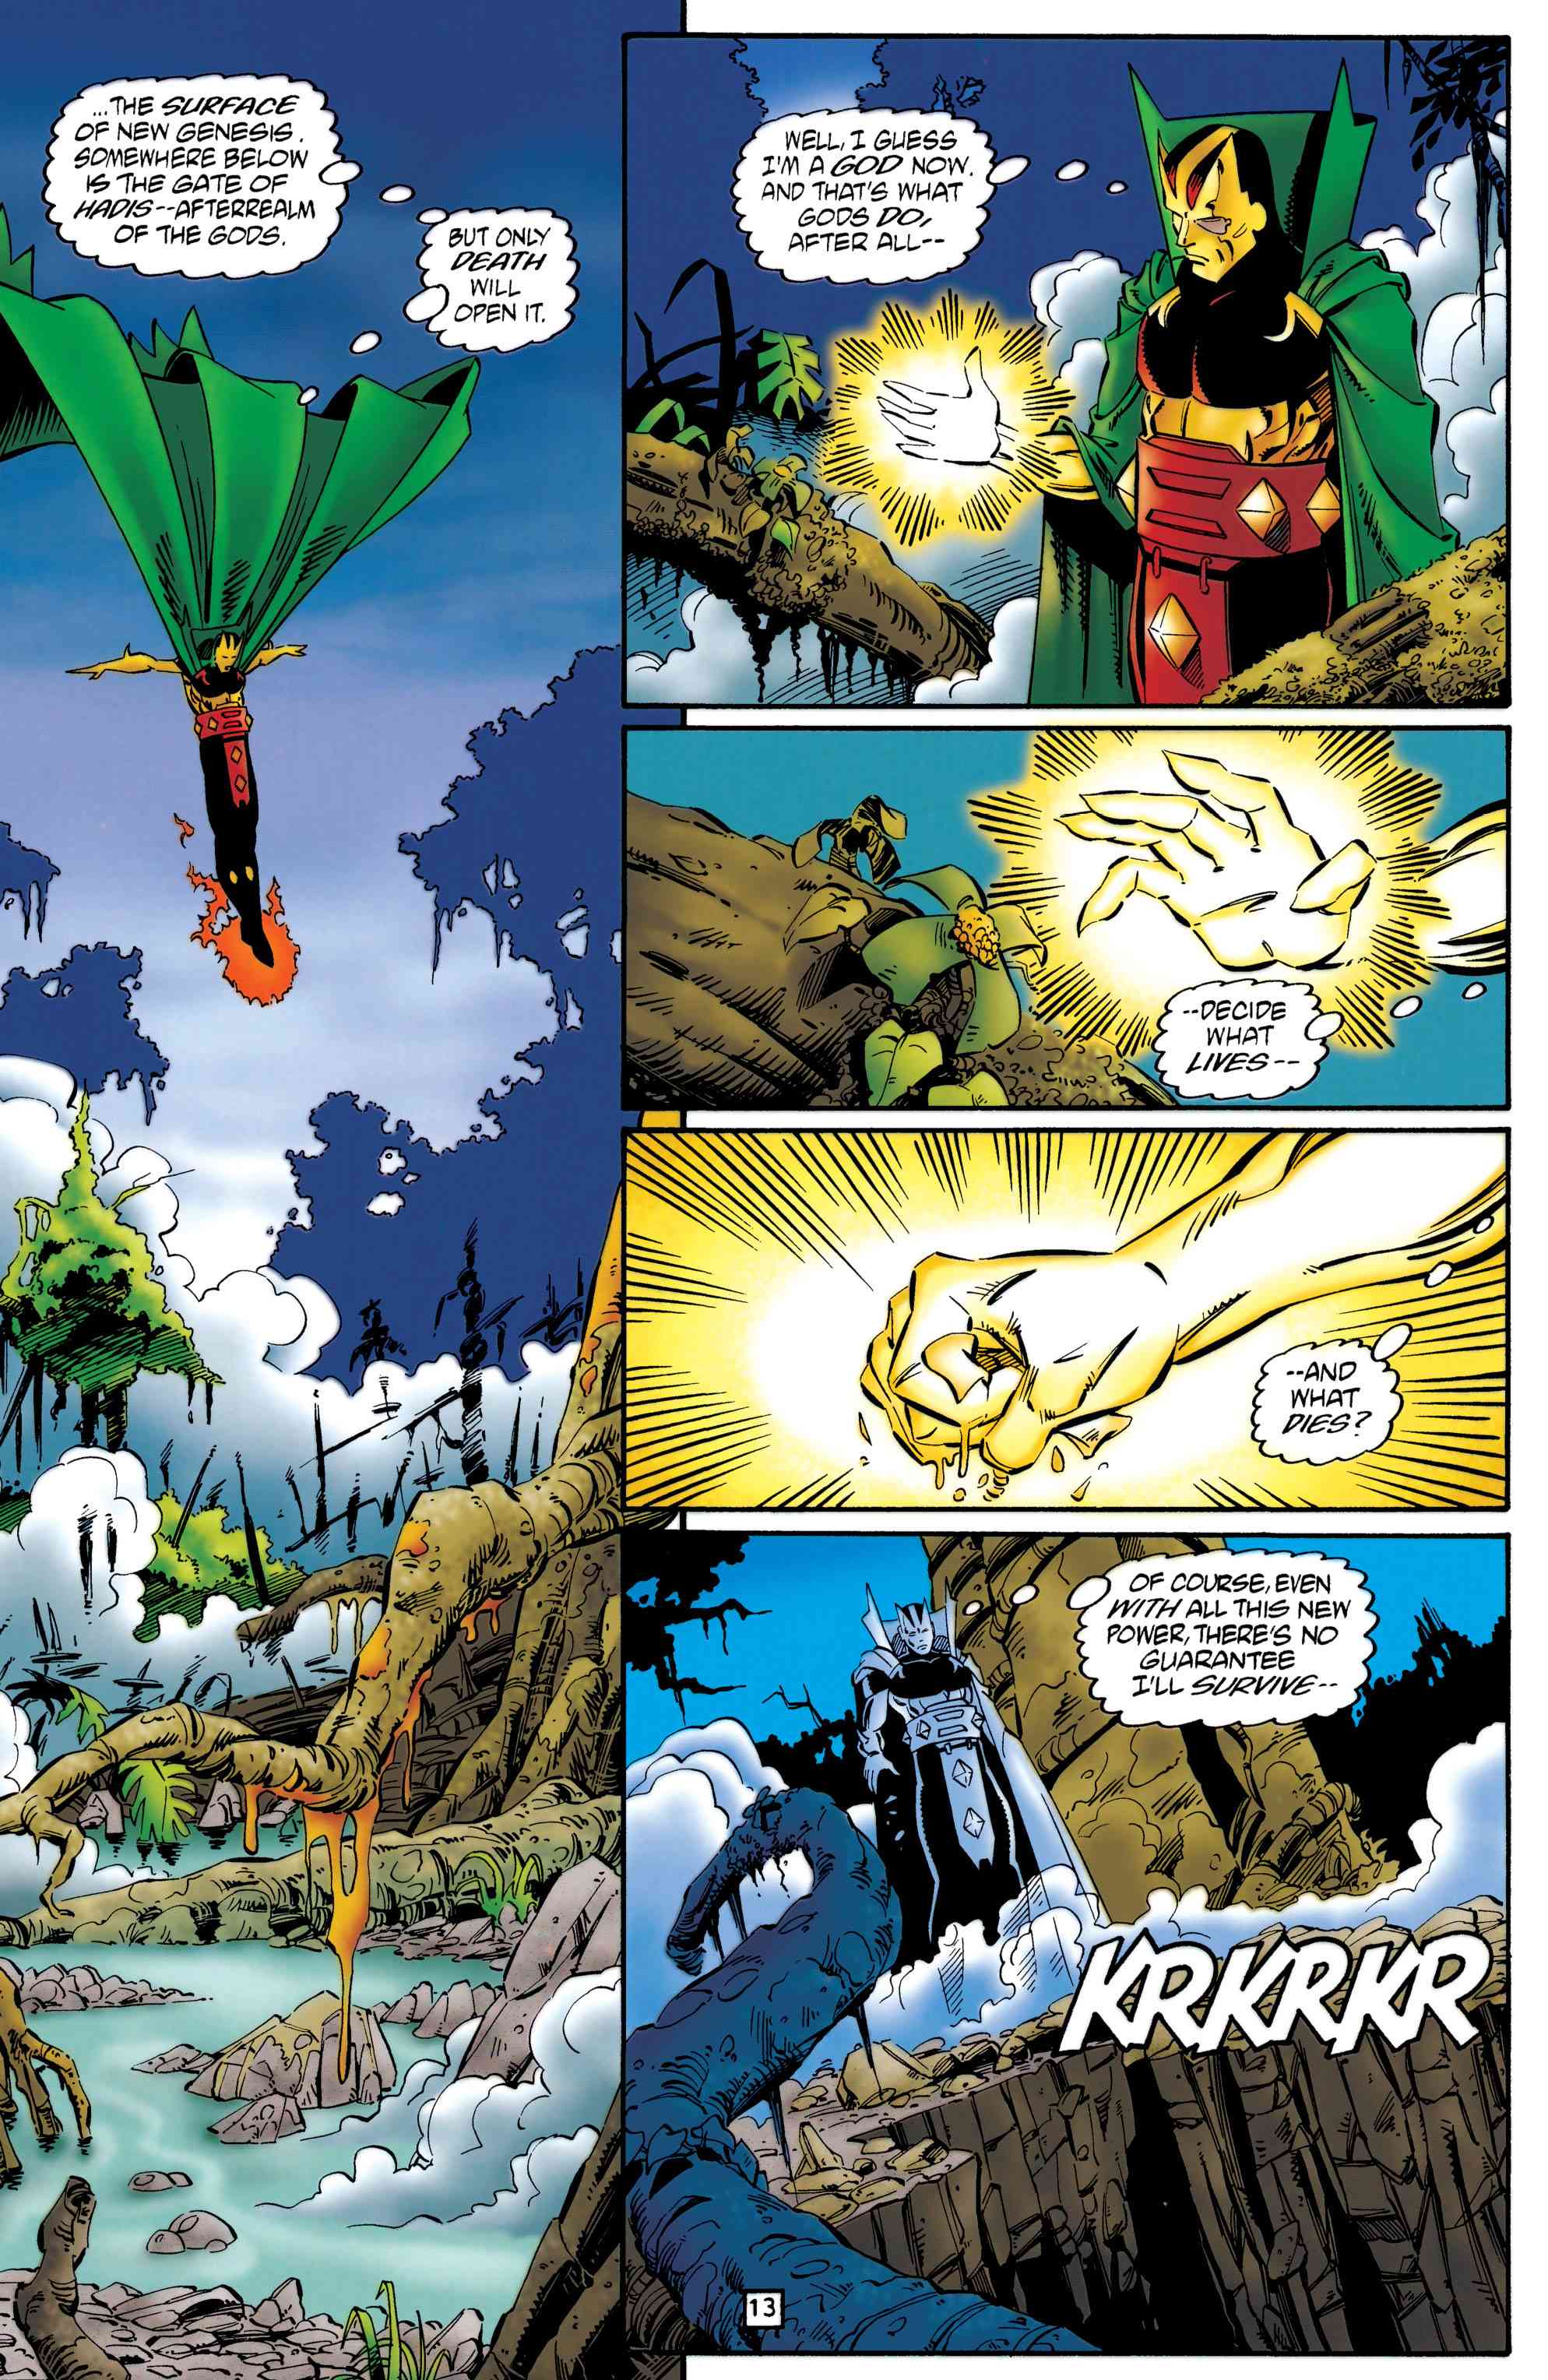 ...THE SURFACE
OF NEW GENESIS.
SOMEWHERE BELOW
IS THE GATE OF
HADIS--AFTERREALM
OF THE GODS.
BUT ONLY
DEATH
WILL
OPEN IT.
WELL, I GUESS
I'M A GOD NOW.
AND THAT'S WHAT
GODS DO,
AFTER ALL--
--DECIDE
WHAT
LIVES--
--AND
WHAT
DIES?
OF COURSE, EVEN
WITH ALL THIS NEW
POWER, THERE'S NO
GUARANTEE
I'LL SURVIVE--
KRKRKR
13